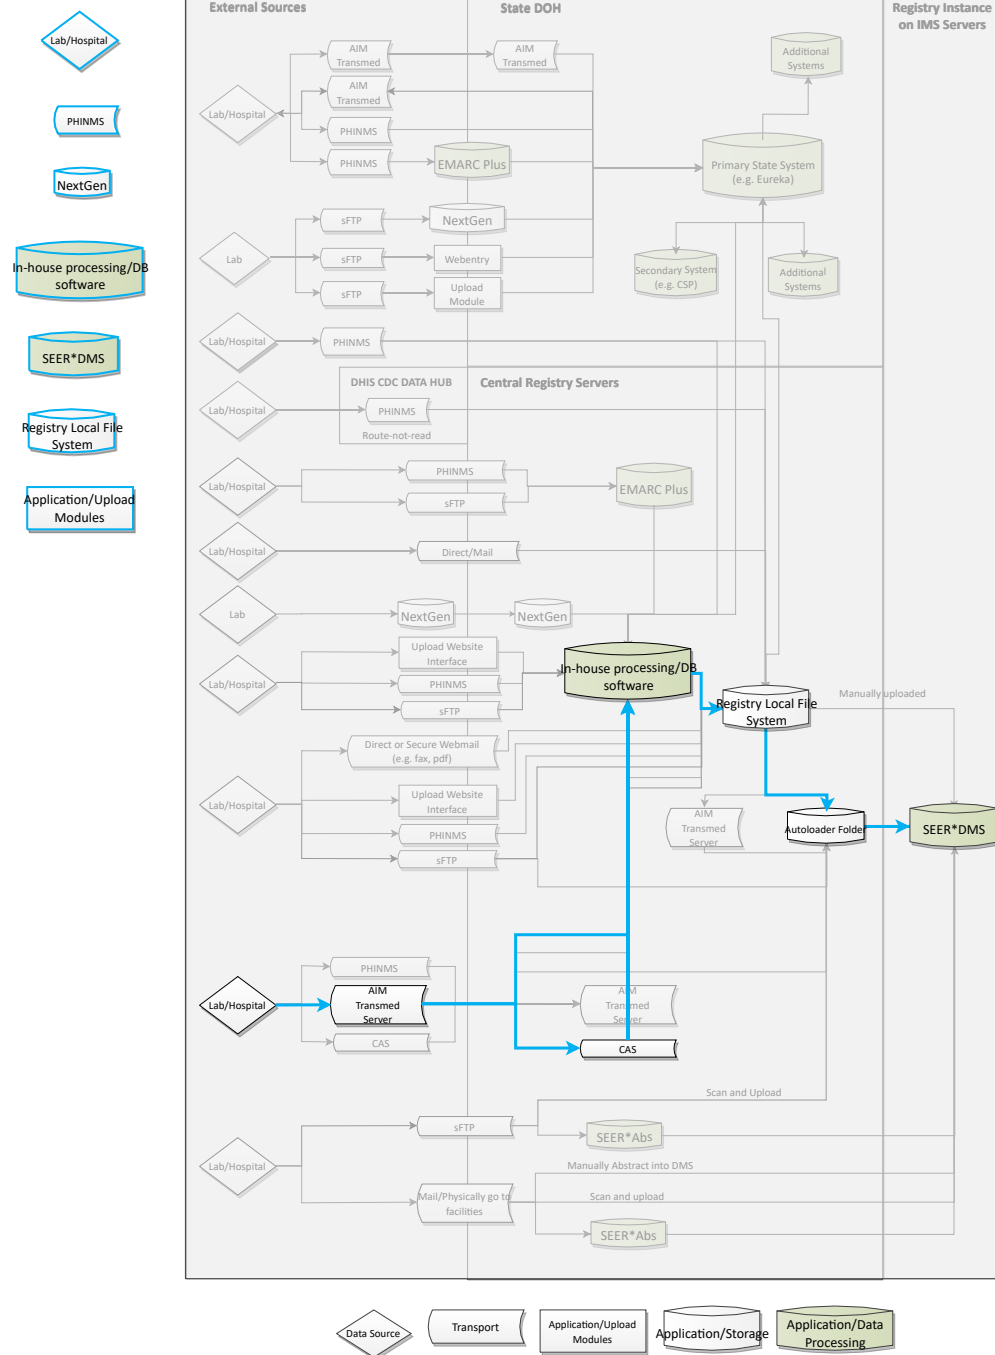 External Sources
State DOH
Registry Instance
on IMS Servers
Lab/Hospital
PHINMS
NextGen
In-house processing/DB
software
SEER*DMS
Registry Local File
System
Application/Upload
Modules
AIM
Transmed
AIM
Transmed
Additional
Systems
Lab/Hospital
AIM
Transmed
PHINMS
PHINMS
EMARC Plus
Primary State System
(e.g. Eureka)
sFTP
NextGen
Lab
sFTP
Webentry
Secondary System
(e.g. CSP)
Additional
Systems
sFTP
Upload
Module
Lab/Hospital
PHINMS
DHIS CDC DATA HUB
Central Registry Servers
Lab/Hospital
PHINMS
Route-not-read
Lab/Hospital
PHINMS
sFTP
EMARC Plus
Lab/Hospital
Direct/Mail
Lab
NextGen
NextGen
Lab/Hospital
Upload Website
Interface
PHINMS
sFTP
In-house processing/DB
software
Registry Local File
System
Manually uploaded
Direct or Secure Webmail
(e.g. fax, pdf)
Lab/Hospital
Upload Website
Interface
PHINMS
sFTP
AIM
Transmed
Server
Autoloader Folder
SEER*DMS
PHINMS
Lab/Hospital
AIM
Transmed
Server
AIM
Transmed
Server
CAS
CAS
Scan and Upload
sFTP
SEER*Abs
Lab/Hospital
Manually Abstract into DMS
Mail/Physically go to
facilities
Scan and upload
SEER*Abs
Data Source
Transport
Application/Upload
Modules
Application/Storage
Application/Data
Processing